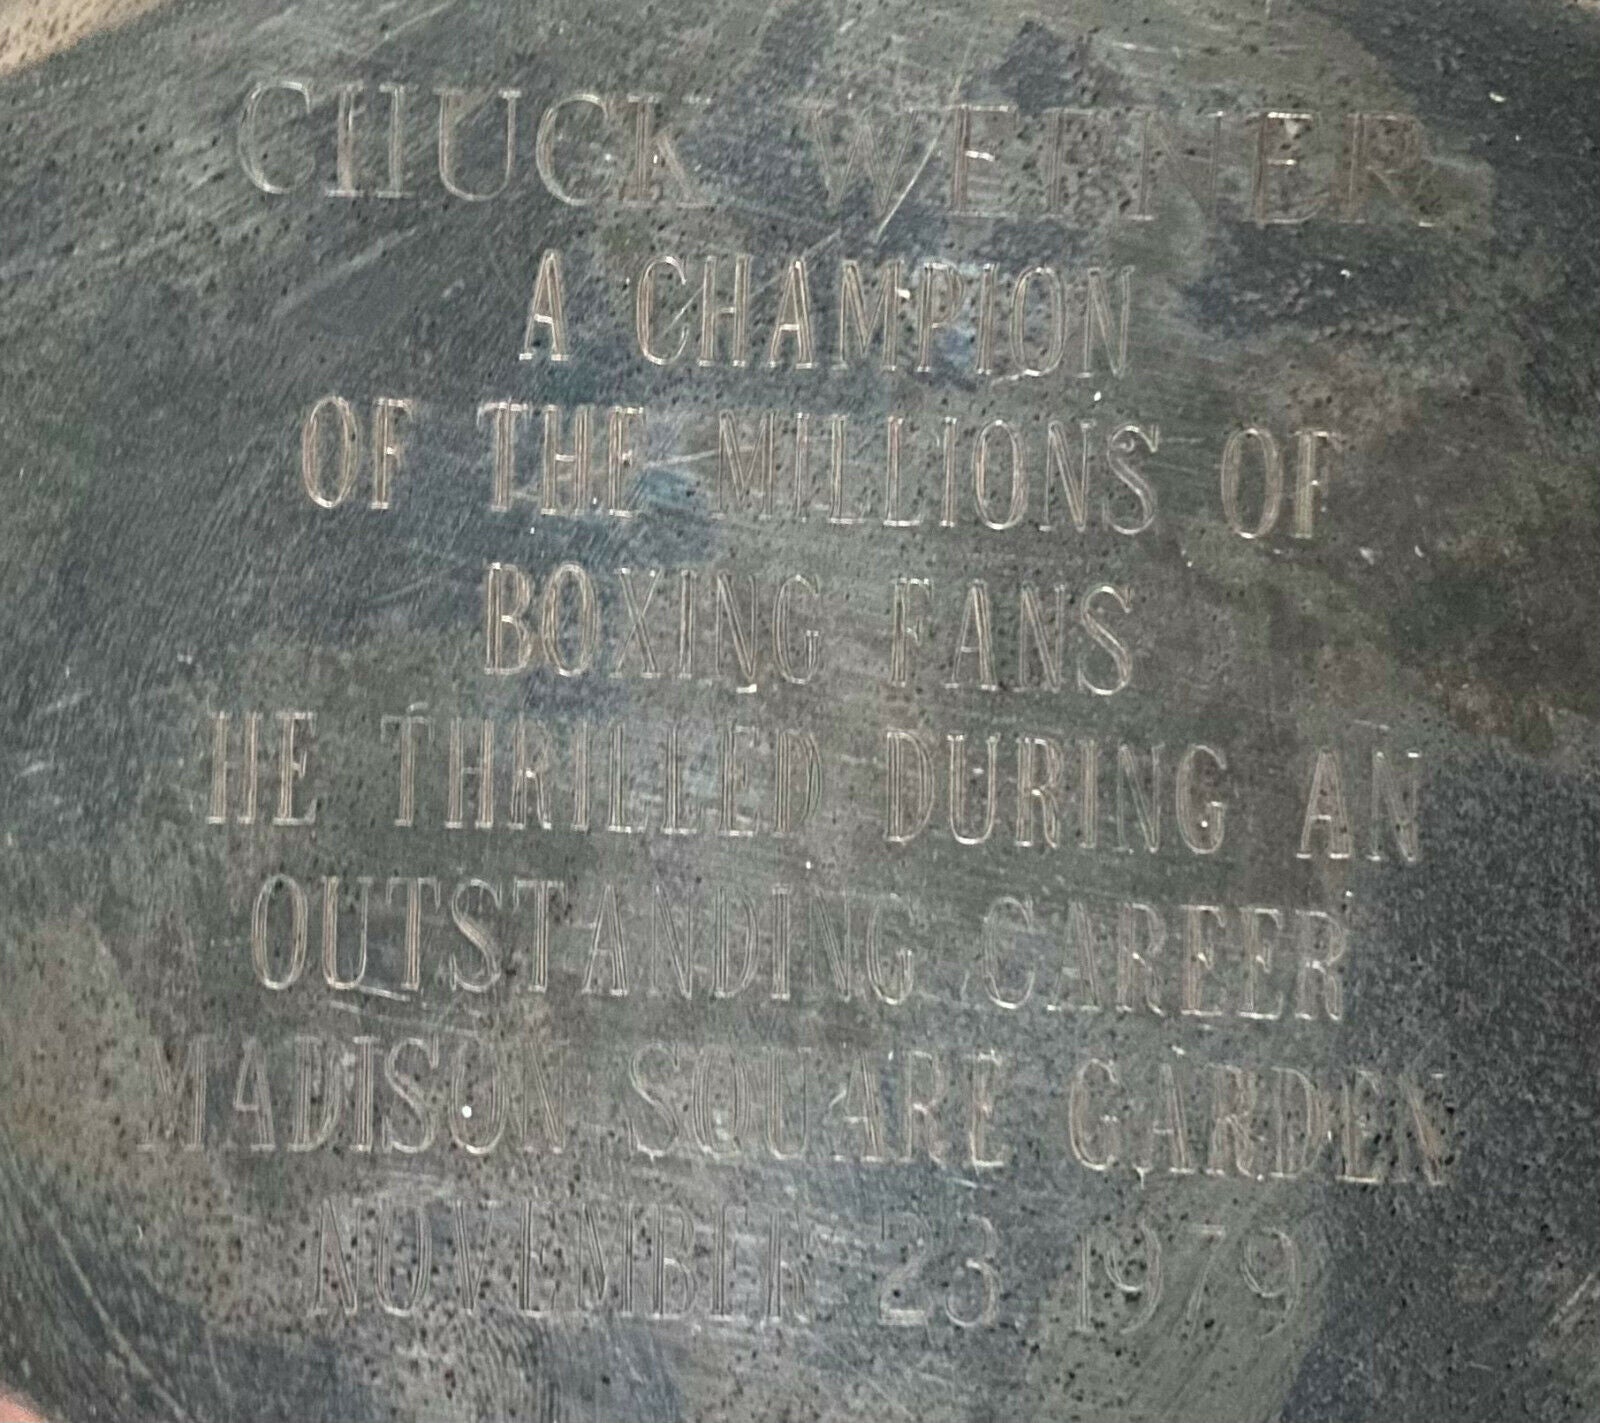 CHUCK WEPNER
A CHAMPION
OF THE MILLIONS OF
BOXING FANS
HE THRILLED DURING AN
OUTSTANDING CAREER
MADISON SQUARE GARDEN
NOVEMBER 23 1979